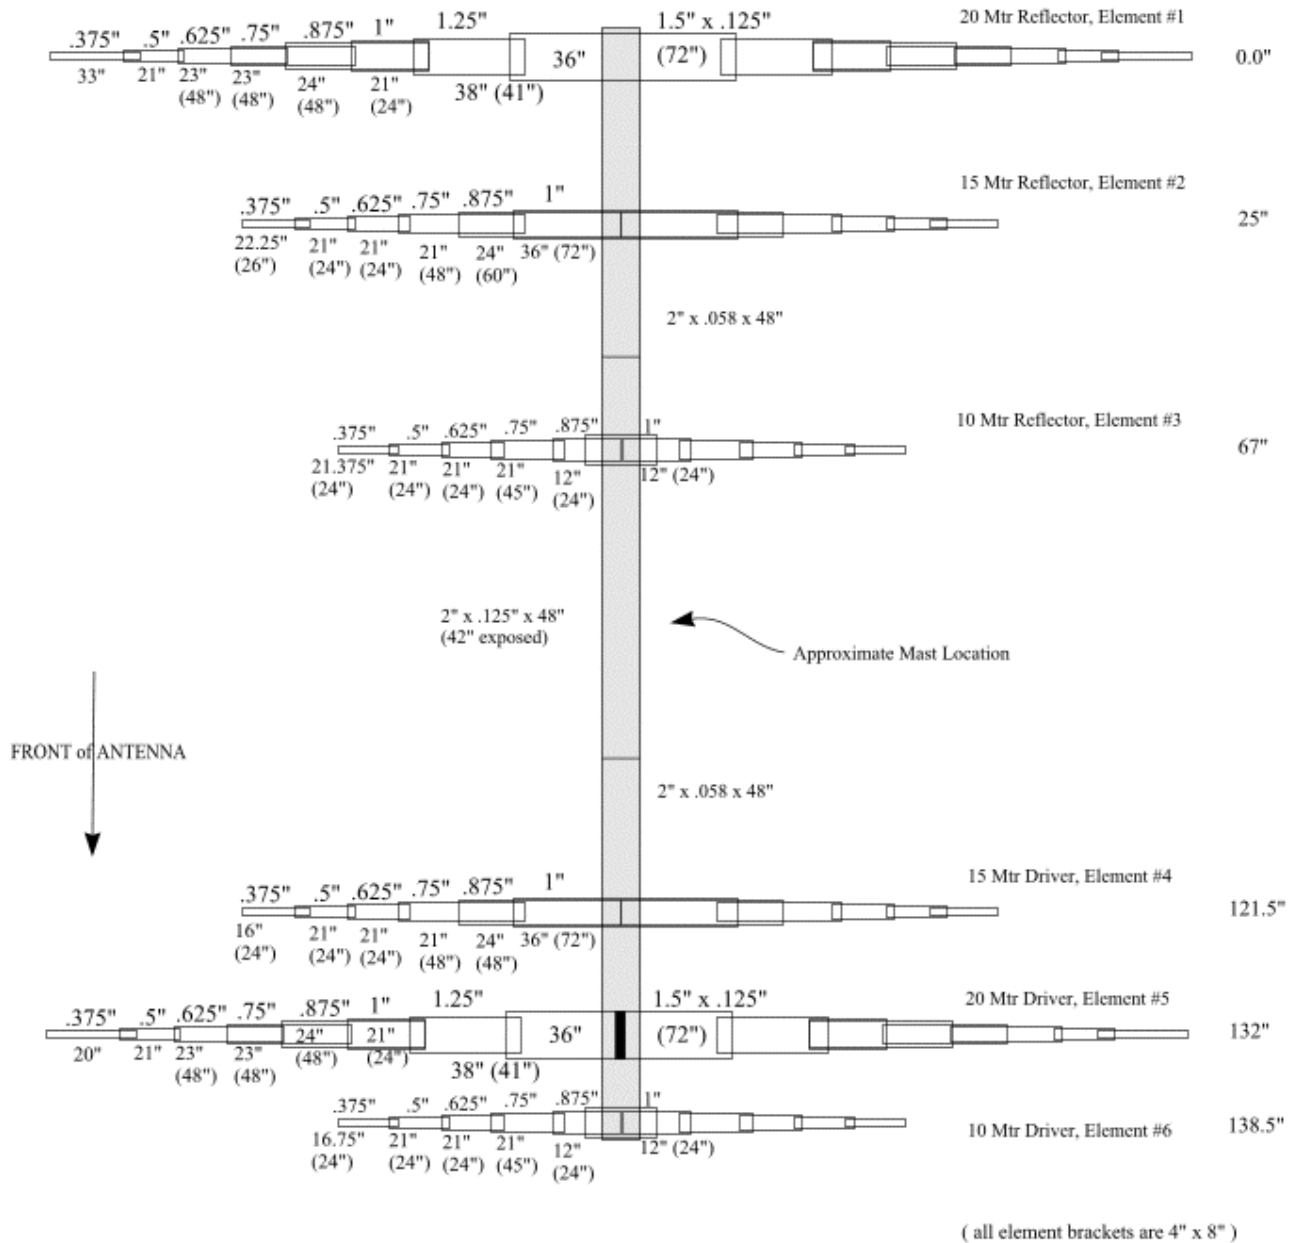 .375" .5" .625" .75" .875" 1" 1.25" 1.5" x .125" 20 Mtr Reflector, Element #1
36" (72") 0.0"
33" 21" 23" 23" 24" 21" 38" (41")
(48") (48") (48") (24")
15 Mtr Reflector, Element #2
.375" .5" .625" .75" .875" 1"
25"
22.25" 21" 21" 21" 24" 36" (72")
(26") (24") (24") (48") (60")
2" x .058 x 48"
10 Mtr Reflector, Element #3
.375" .5" .625" .75" .875" 1"
67"
21.375" 21" 21" 21" 12" 12" (24")
(24") (24") (24") (45") (24")
2" x .125" x 48"
(42" exposed)
Approximate Mast Location
FRONT of ANTENNA
2" x .058 x 48"
15 Mtr Driver, Element #4
.375" .5" .625" .75" .875" 1"
121.5"
16" 21" 21" 21" 24" 36" (72")
(24") (24") (24") (48") (48")
.375" .5" .625" .75" .875" 1" 1.25" 1.5" x .125" 20 Mtr Driver, Element #5
36" (72") 132"
20" 21" 23" 23" 24" 21" 38" (41")
(48") (48") (48") (24")
.375" .5" .625" .75" .875" 1"
10 Mtr Driver, Element #6 138.5"
16.75" 21" 21" 21" 12" 12" (24")
(24") (24") (24") (45") (24")
( all element brackets are 4" x 8" )